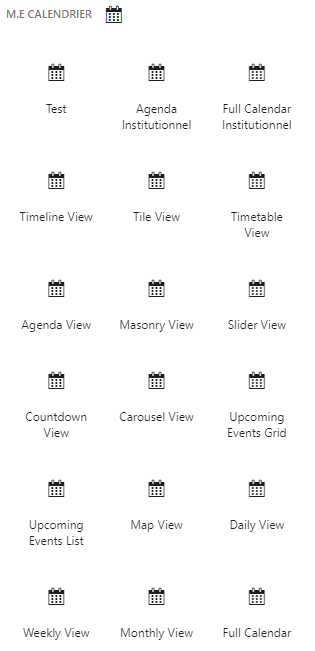 M.E CALENDRIER
Test
Agenda
Institutionnel
Full Calendar
Institutionnel
Timeline View
Tile View
Timetable
View
Agenda View
Masonry View
Slider View
Countdown
View
Carousel View
Upcoming
Events Grid
Upcoming
Events List
Map View
Daily View
Weekly View
Monthly View
Full Calendar